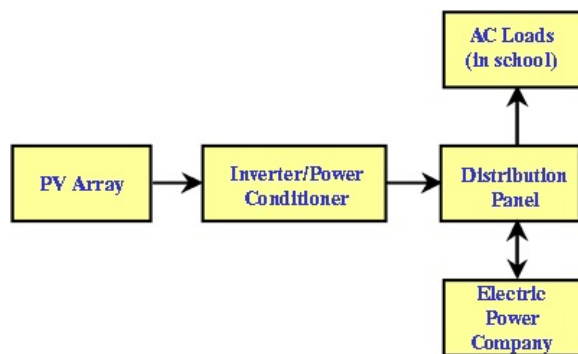 AC Loads
(in school)
PV Array
Inverter/Power
Conditioner
Distribution
Panel
Electric
Power
Company